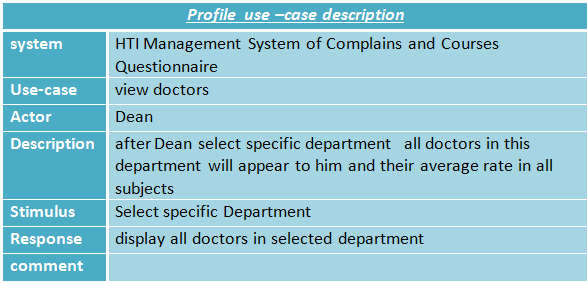 Profile use –case description
system
HTI Management System of Complains and Courses
Questionnaire
Use-case
view doctors
Actor
Dean
Description
after Dean select specific department all doctors in this
department will appear to him and their average rate in all
subjects
Stimulus
Select specific Department
Response
display all doctors in selected department
comment